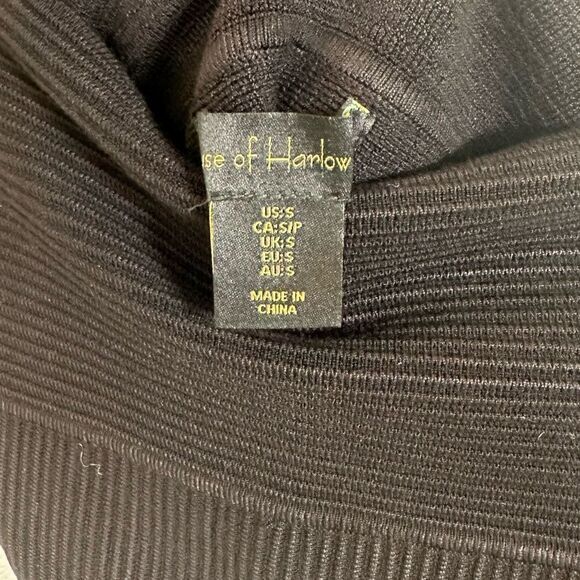 use of Harlow
US:S
CA:S/P
UK:S
EU:S
AU:S
MADE IN
CHINA